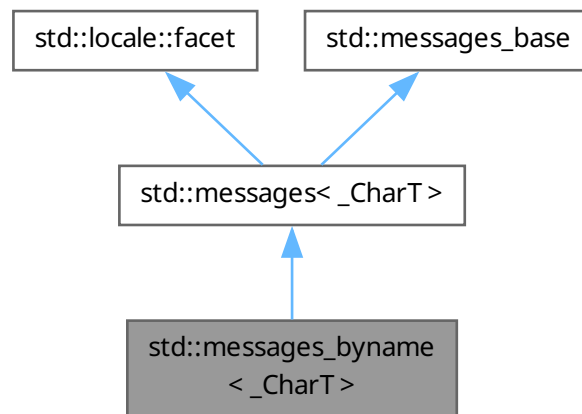 std::locale::facet
std::messages_base
std::messages< _CharT >
std::messages_byname
< _CharT >